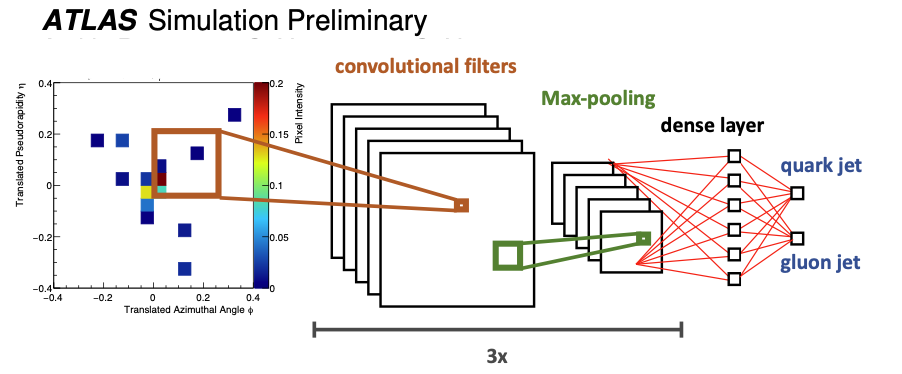 ATLAS Simulation Preliminary
convolutional filters
Max-pooling
dense layer
quark jet
gluon jet
3x
Translated Pseudorapidity η
0.4
0.2
0
−0.2
−0.4
−0.4
−0.2
0
0.2
0.4
Translated Azimuthal Angle ϕ
0.2
0.15
0.1
0.05
0
Pixel Intensity